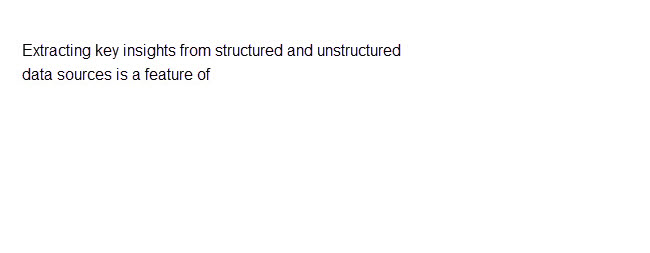 Extracting key insights from structured and unstructured
data sources is a feature of